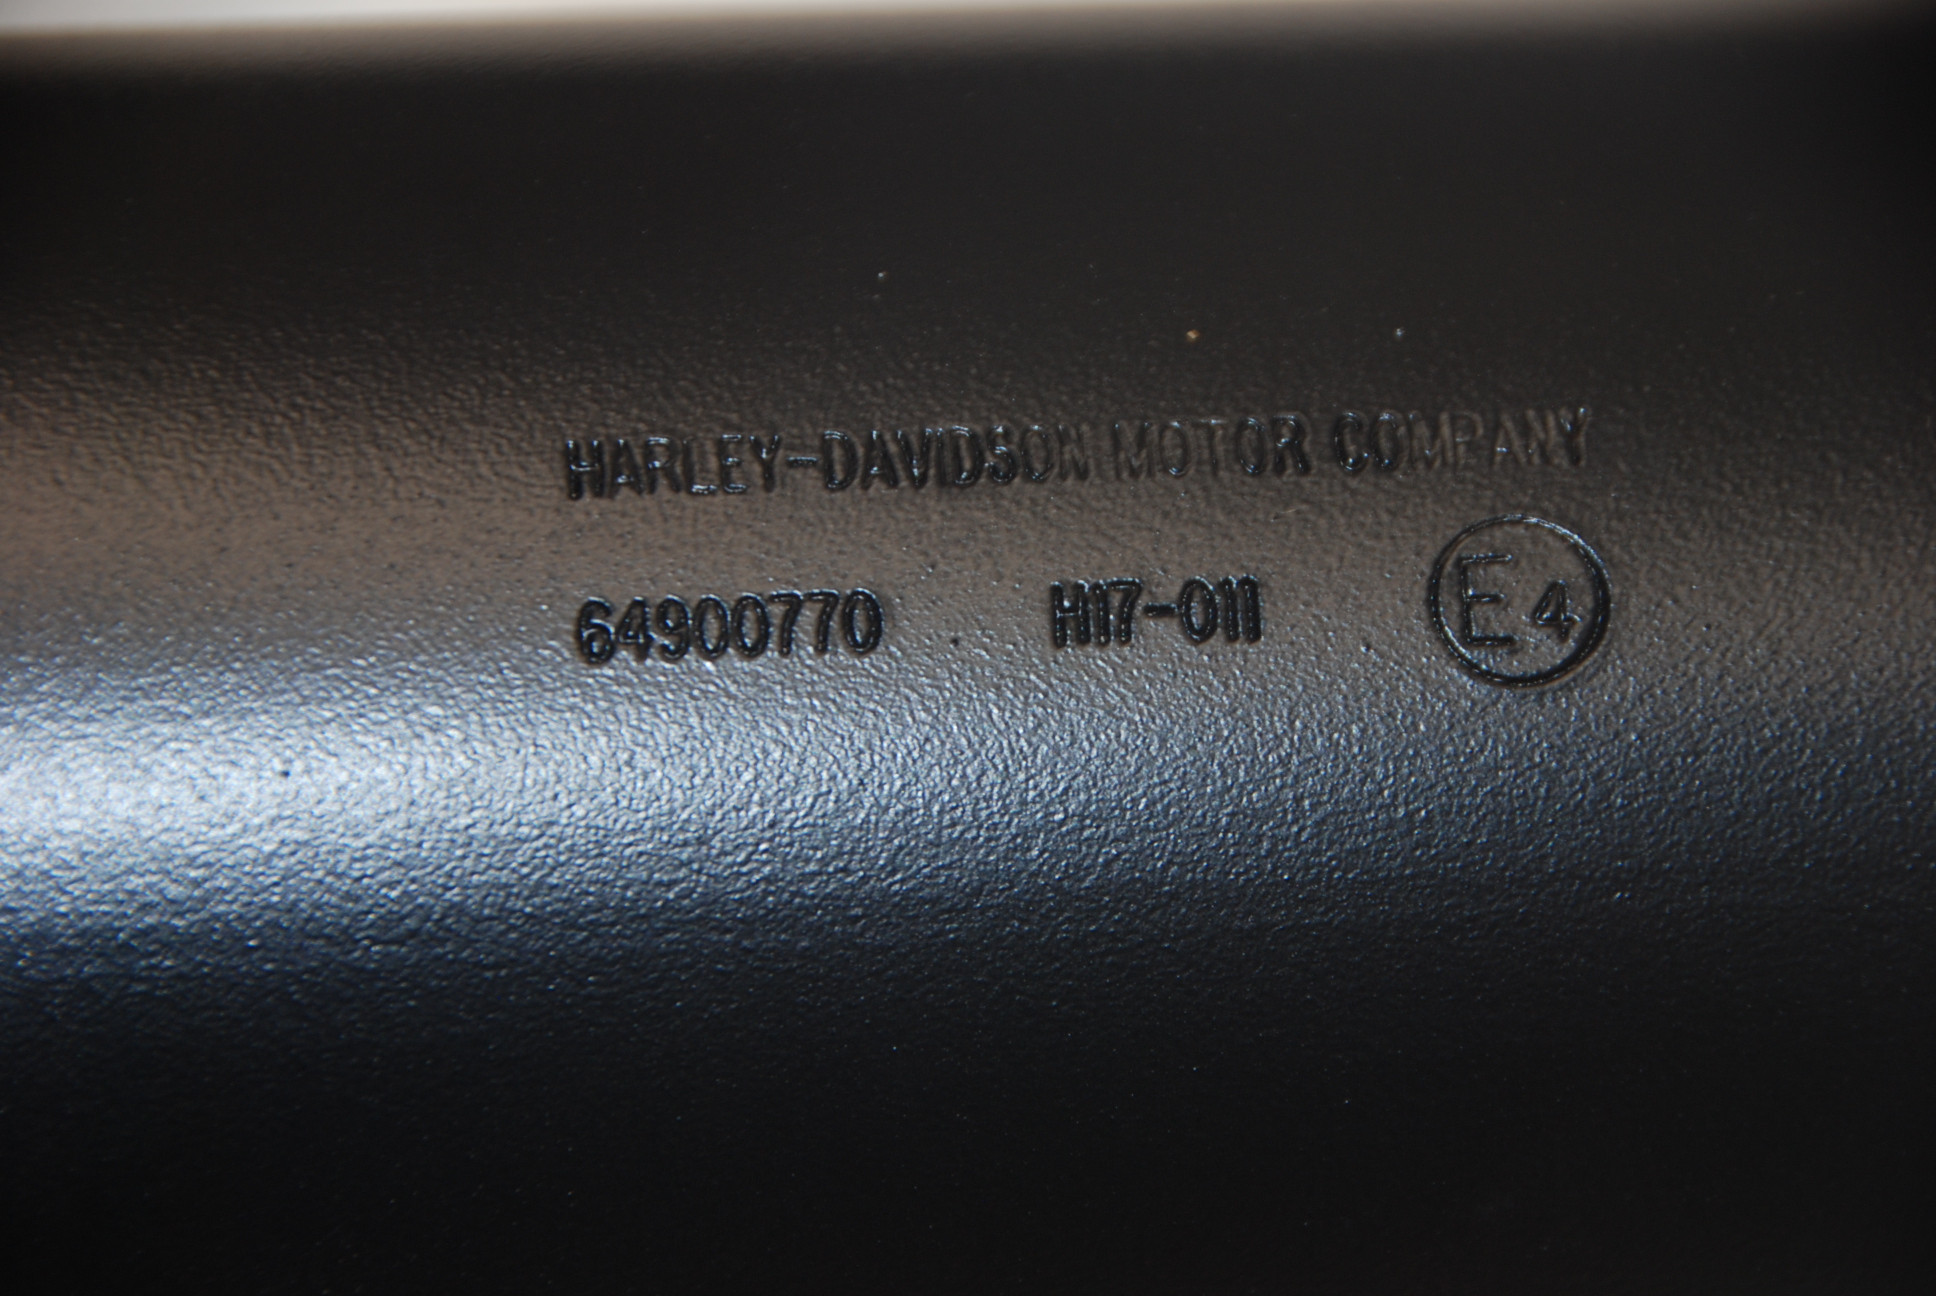 HARLEY-DAVIDSON MOTOR COMPANY
64900770 H17-011 E4